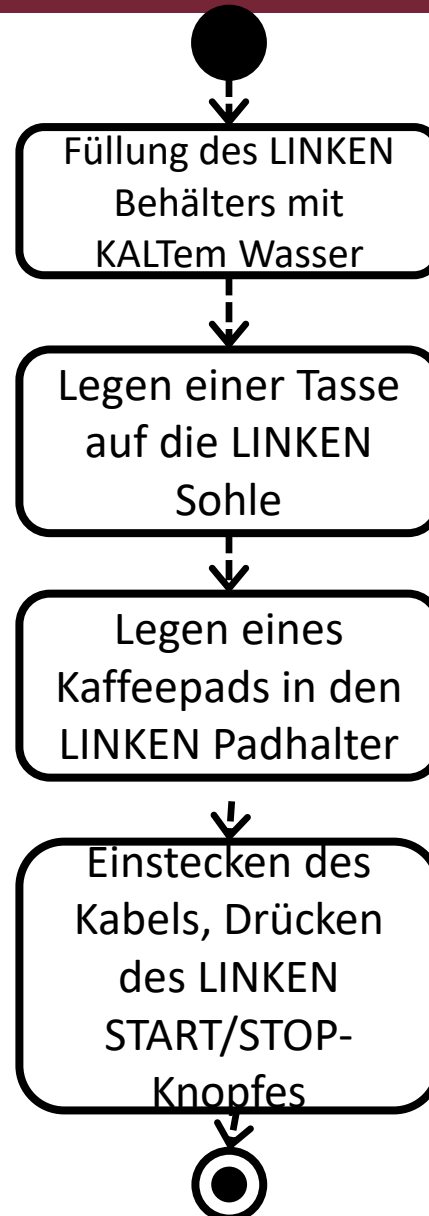 Füllung des LINKEN
Behälters mit
KALTem Wasser
Legen einer Tasse
auf die LINKEN
Sohle
Legen eines
Kaffeepads in den
LINKEN Padhalter
Einstecken des
Kabels, Drücken
des LINKEN
START/STOP-
Knopfes